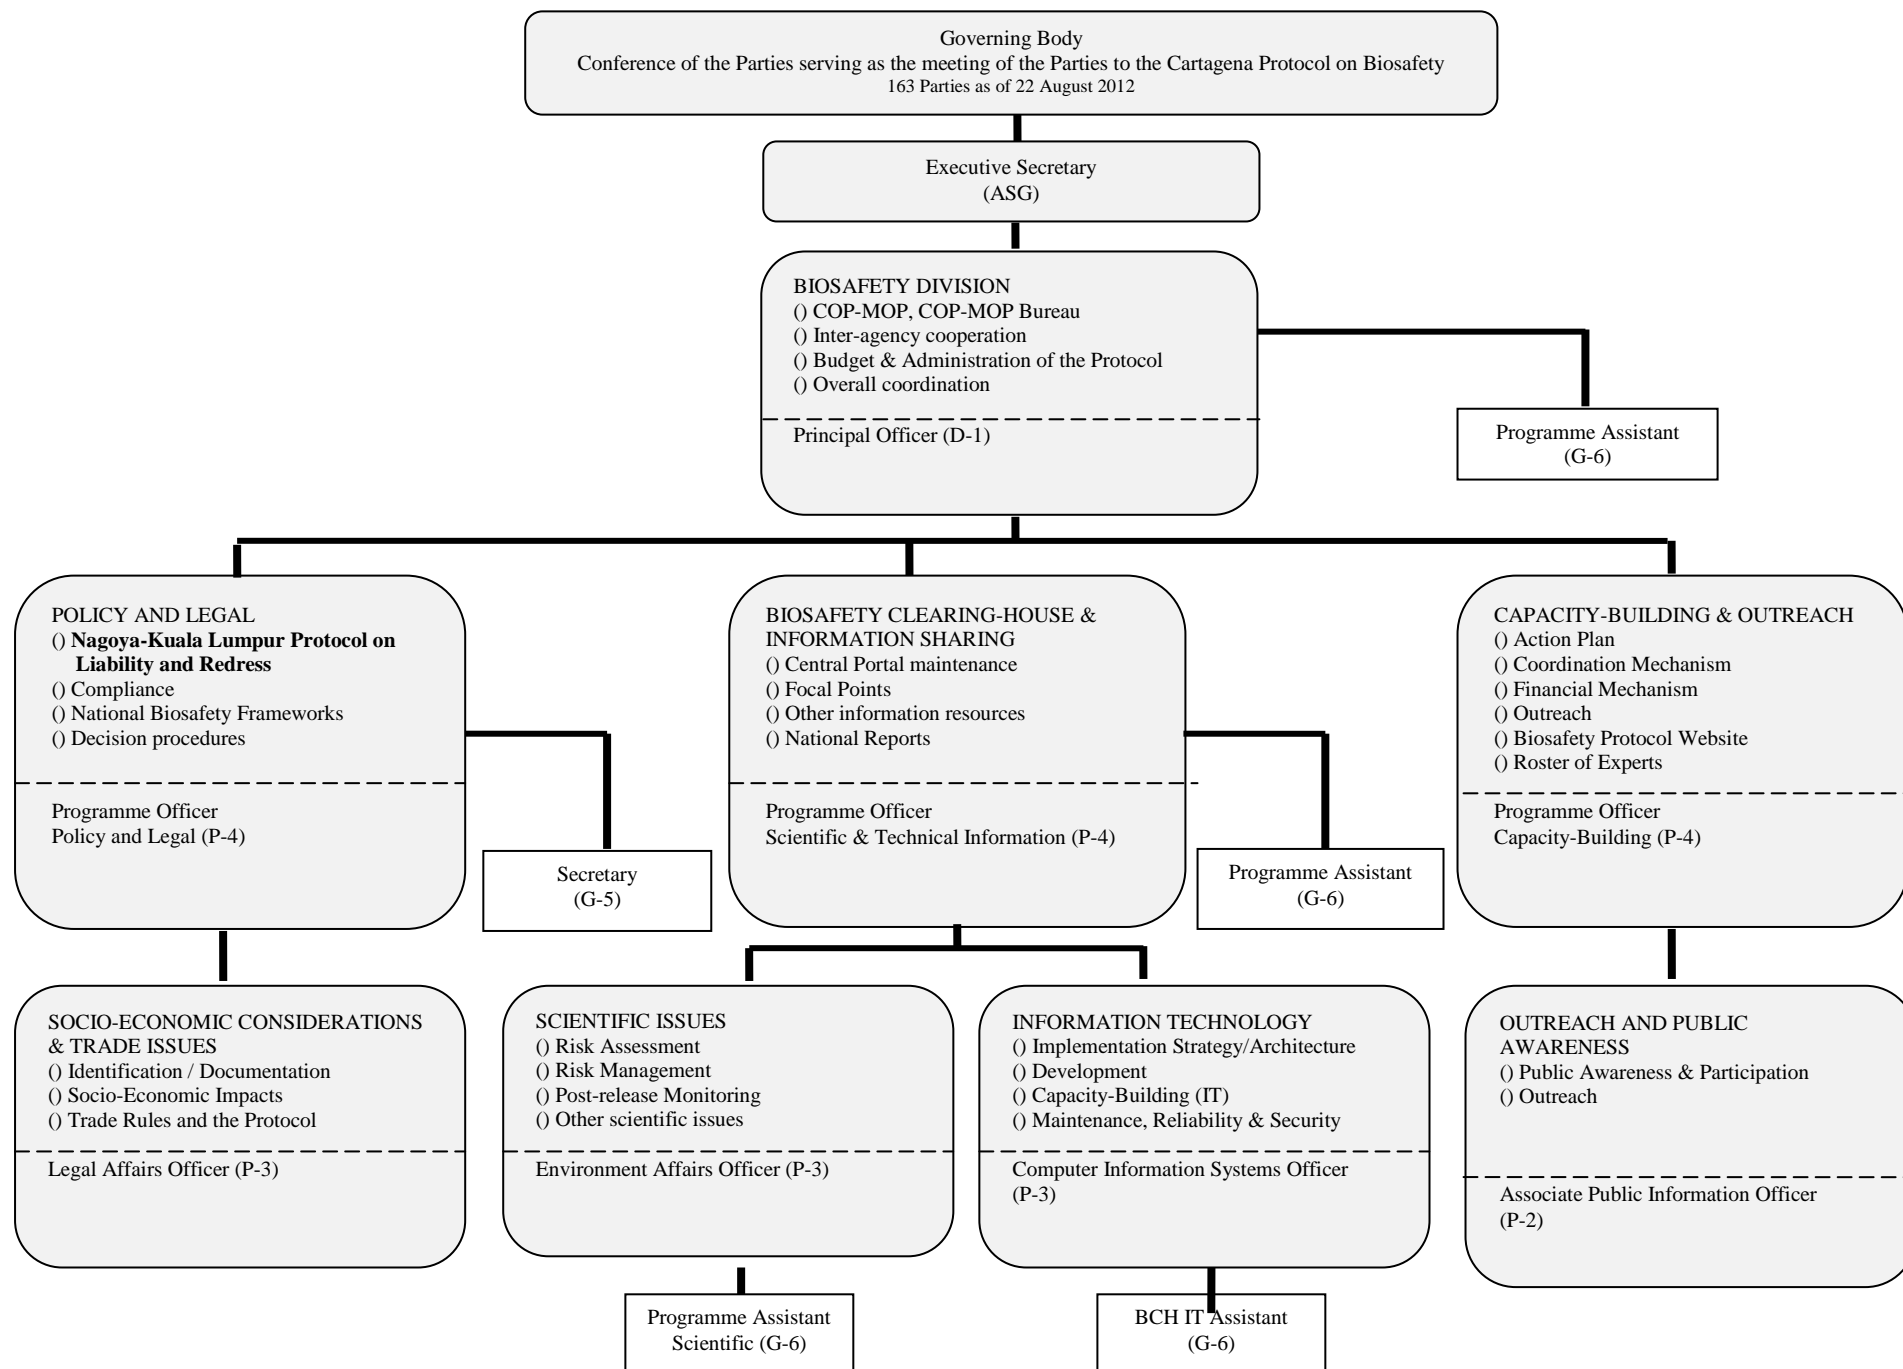 Governing Body
Conference of the Parties serving as the meeting of the Parties to the Cartagena Protocol on Biosafety
163 Parties as of 22 August 2012
Executive Secretary
(ASG)
BIOSAFETY DIVISION
() COP-MOP, COP-MOP Bureau
() Inter-agency cooperation
() Budget & Administration of the Protocol
() Overall coordination
Principal Officer (D-1)
Programme Assistant
(G-6)
POLICY AND LEGAL
() Nagoya-Kuala Lumpur Protocol on
Liability and Redress
() Compliance
() National Biosafety Frameworks
() Decision procedures
Programme Officer
Policy and Legal (P-4)
Secretary
(G-5)
BIOSAFETY CLEARING-HOUSE &
INFORMATION SHARING
() Central Portal maintenance
() Focal Points
() Other information resources
() National Reports
Programme Officer
Scientific & Technical Information (P-4)
Programme Assistant
(G-6)
CAPACITY-BUILDING & OUTREACH
() Action Plan
() Coordination Mechanism
() Financial Mechanism
() Outreach
() Biosafety Protocol Website
() Roster of Experts
Programme Officer
Capacity-Building (P-4)
SOCIO-ECONOMIC CONSIDERATIONS
& TRADE ISSUES
() Identification / Documentation
() Socio-Economic Impacts
() Trade Rules and the Protocol
Legal Affairs Officer (P-3)
SCIENTIFIC ISSUES
() Risk Assessment
() Risk Management
() Post-release Monitoring
() Other scientific issues
Environment Affairs Officer (P-3)
INFORMATION TECHNOLOGY
() Implementation Strategy/Architecture
() Development
() Capacity-Building (IT)
() Maintenance, Reliability & Security
Computer Information Systems Officer
(P-3)
OUTREACH AND PUBLIC
AWARENESS
() Public Awareness & Participation
() Outreach
Associate Public Information Officer
(P-2)
Programme Assistant
Scientific (G-6)
BCH IT Assistant
(G-6)